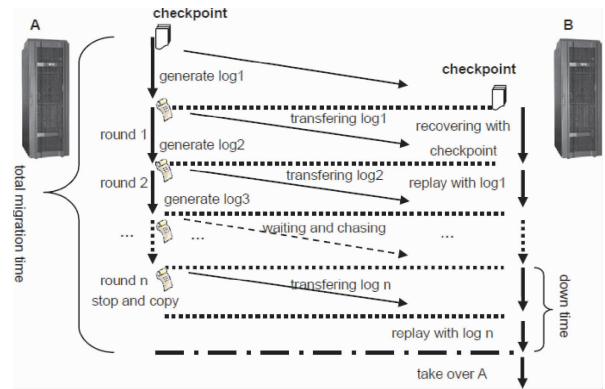 A
checkpoint
B
generate log1
checkpoint
transfering log1
recovering with
checkpoint
round 1
generate log2
transfering log2
replay with log1
round 2
generate log3
waiting and chasing
...
...
...
total migration time
round n
stop and copy
transfering log n
down time
replay with log n
take over A